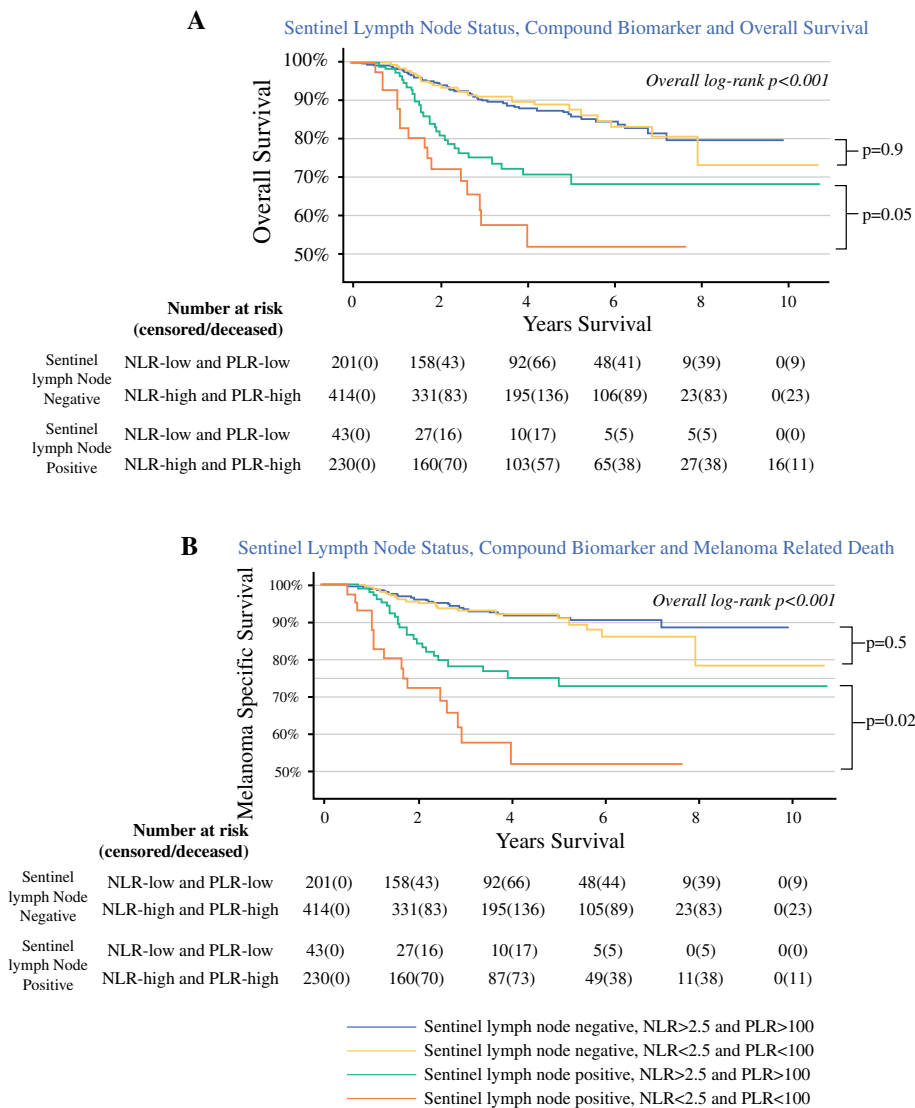 A
Sentinel Lymph Node Status, Compound Biomarker and Overall Survival
Overall log-rank p<0.001
100%
90%
80%
70%
60%
50%
Overall Survival
p=0.9
p=0.05
0 2 4 6 8 10
Years Survival
Number at risk
(censored/deceased)
Sentinel
lymph Node
Negative
NLR-low and PLR-low 201(0) 158(43) 92(66) 48(41) 9(39) 0(9)
NLR-high and PLR-high 414(0) 331(83) 195(136) 106(89) 23(83) 0(23)
Sentinel
lymph Node
Positive
NLR-low and PLR-low 43(0) 27(16) 10(17) 5(5) 5(5) 0(0)
NLR-high and PLR-high 230(0) 160(70) 103(57) 65(38) 27(38) 16(11)
B
Sentinel Lymph Node Status, Compound Biomarker and Melanoma Related Death
Overall log-rank p<0.001
100%
90%
80%
70%
60%
50%
Melanoma Specific Survival
p=0.5
p=0.02
0 2 4 6 8 10
Years Survival
Number at risk
(censored/deceased)
Sentinel
lymph Node
Negative
NLR-low and PLR-low 201(0) 158(43) 92(66) 48(44) 9(39) 0(9)
NLR-high and PLR-high 414(0) 331(83) 195(136) 105(89) 23(83) 0(23)
Sentinel
lymph Node
Positive
NLR-low and PLR-low 43(0) 27(16) 10(17) 5(5) 0(5) 0(0)
NLR-high and PLR-high 230(0) 160(70) 87(73) 49(38) 11(38) 0(11)
Sentinel lymph node negative, NLR>2.5 and PLR>100
Sentinel lymph node negative, NLR<2.5 and PLR<100
Sentinel lymph node positive, NLR>2.5 and PLR>100
Sentinel lymph node positive, NLR<2.5 and PLR<100